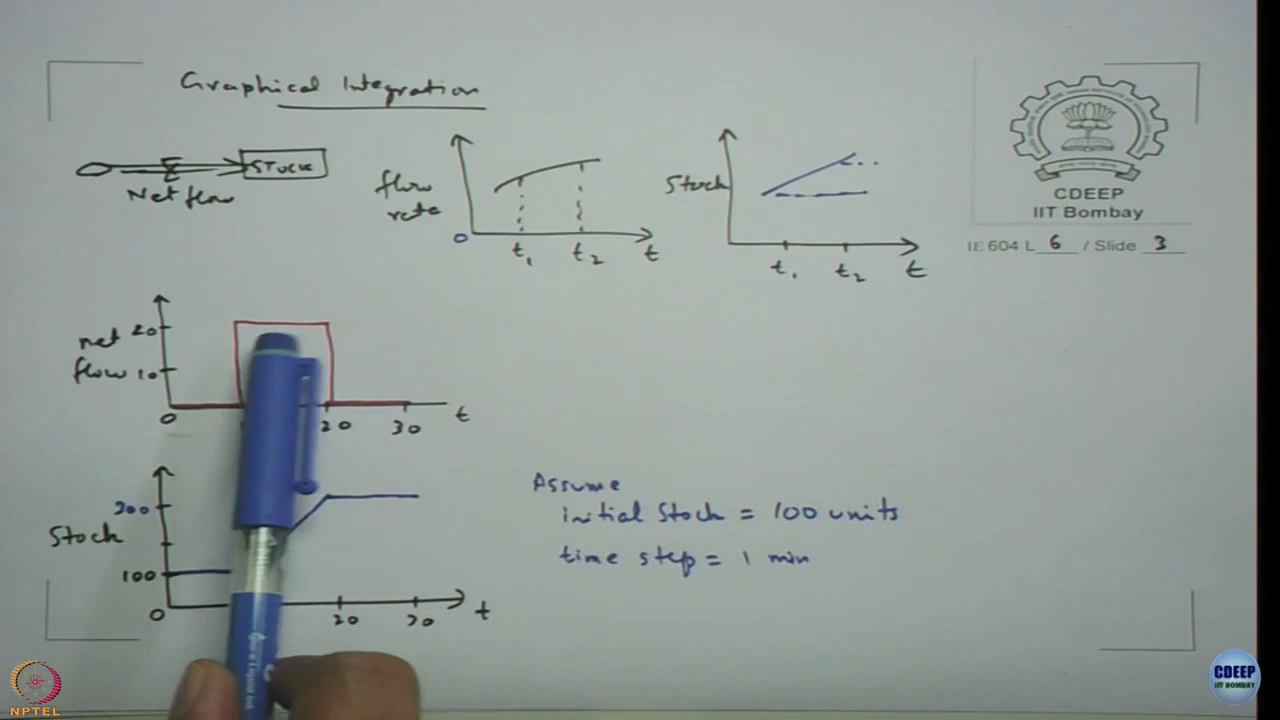 Graphical Integration
STOCK
Net flow
flow
rate
0
t1
t2
t
Stock
t1
t2
t
CDEEP
IIT Bombay
IE 604 L 6 / Slide 3
net
flow
20
10
0
20
30
t
Stock
100
0
20
30
t
Assume
initial Stock = 100 units
time step = 1 min
NPTEL
CDEEP
IIT BOMBAY